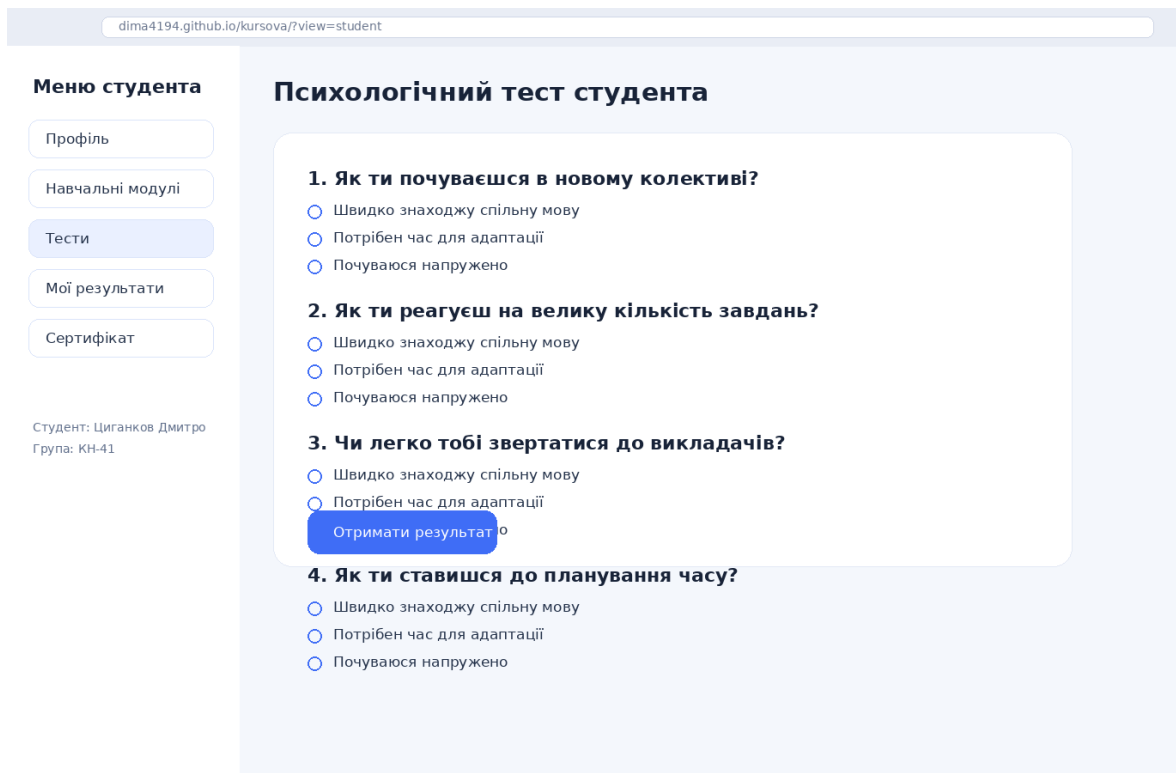 dima4194.github.io/kursova/?view=student
Меню студента
Профіль
Навчальні модулі
Тести
Мої результати
Сертифікат
Студент: Циганков Дмитро
Група: КН-41
Психологічний тест студента
1. Як ти почуваєшся в новому колективі?
Швидко знаходжу спільну мову
Потрібен час для адаптації
Почуваюся напружено
2. Як ти реагуєш на велику кількість завдань?
Швидко знаходжу спільну мову
Потрібен час для адаптації
Почуваюся напружено
3. Чи легко тобі звертатися до викладачів?
Швидко знаходжу спільну мову
Потрібен час для адаптації
Отримати результат
4. Як ти ставишся до планування часу?
Швидко знаходжу спільну мову
Потрібен час для адаптації
Почуваюся напружено